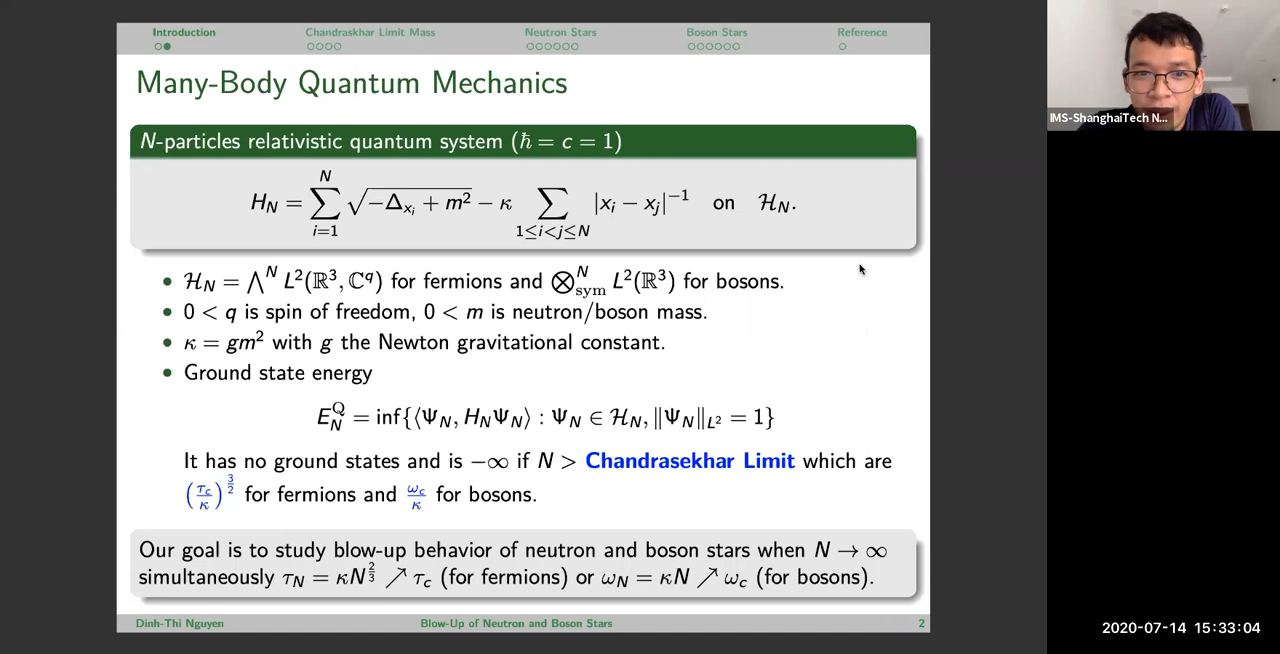 Introduction Chandraskhar Limit Mass Neutron Stars Boson Stars Reference
Many-Body Quantum Mechanics
N-particles relativistic quantum system (ħ = c = 1)
H_N = ∑_{i=1}^{N} √(−Δ_{x_i} + m²) − κ ∑_{1≤i<j≤N} |x_i − x_j|^{−1} on ℋ_N.
• ℋ_N = ⋀^N L²(ℝ³, ℂ^q) for fermions and ⊗_{sym}^N L²(ℝ³) for bosons.
• 0 < q is spin of freedom, 0 < m is neutron/boson mass.
• κ = gm² with g the Newton gravitational constant.
• Ground state energy
E_N^Q = inf{⟨Ψ_N, H_NΨ_N⟩ : Ψ_N ∈ ℋ_N, ‖Ψ_N‖_{L²} = 1}
It has no ground states and is −∞ if N > Chandrasekhar Limit which are
(τ_c/κ)^{3/2} for fermions and ω_c/κ for bosons.
Our goal is to study blow-up behavior of neutron and boson stars when N → ∞
simultaneously τ_N = κN^{2/3} ↗ τ_c (for fermions) or ω_N = κN ↗ ω_c (for bosons).
Dinh-Thi Nguyen Blow-Up of Neutron and Boson Stars 2
IMS-ShanghaiTech N...
2020-07-14 15:33:04